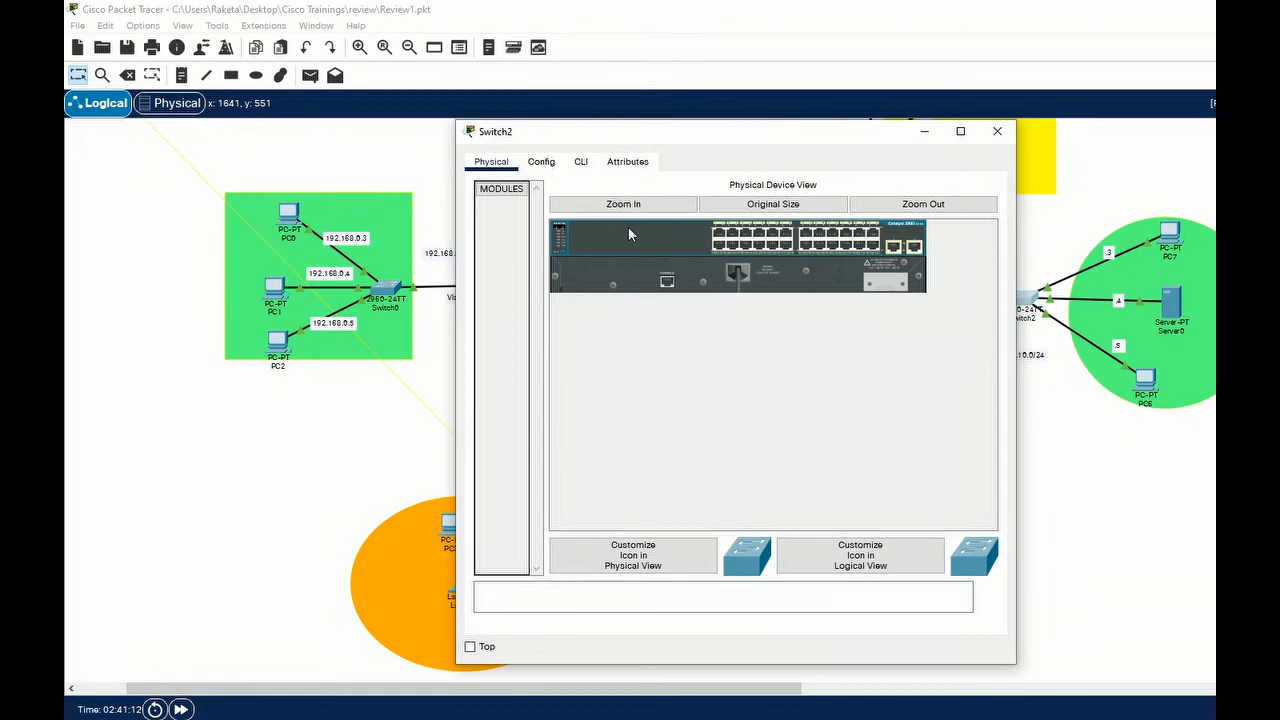 Cisco Packet Tracer - C:\Users\Raketa\Desktop\Cisco Trainings\review\Review1.pkt
File Edit Options View Tools Extensions Window Help
Logical Physical x: 1641, y: 551
Switch2
Physical Config CLI Attributes
MODULES
Physical Device View
Zoom In Original Size Zoom Out
Customize
Icon in
Physical View
Customize
Icon in
Logical View
Top
PC-PT
PC0
192.168.0.3
192.168.0.4
PC-PT
PC1
2960-24TT
Switch0
192.168.0.5
PC-PT
PC2
192.168.
.3
PC-PT
PC7
.4
Server-PT
Server0
.5
PC-PT
PC6
Time: 02:41:12